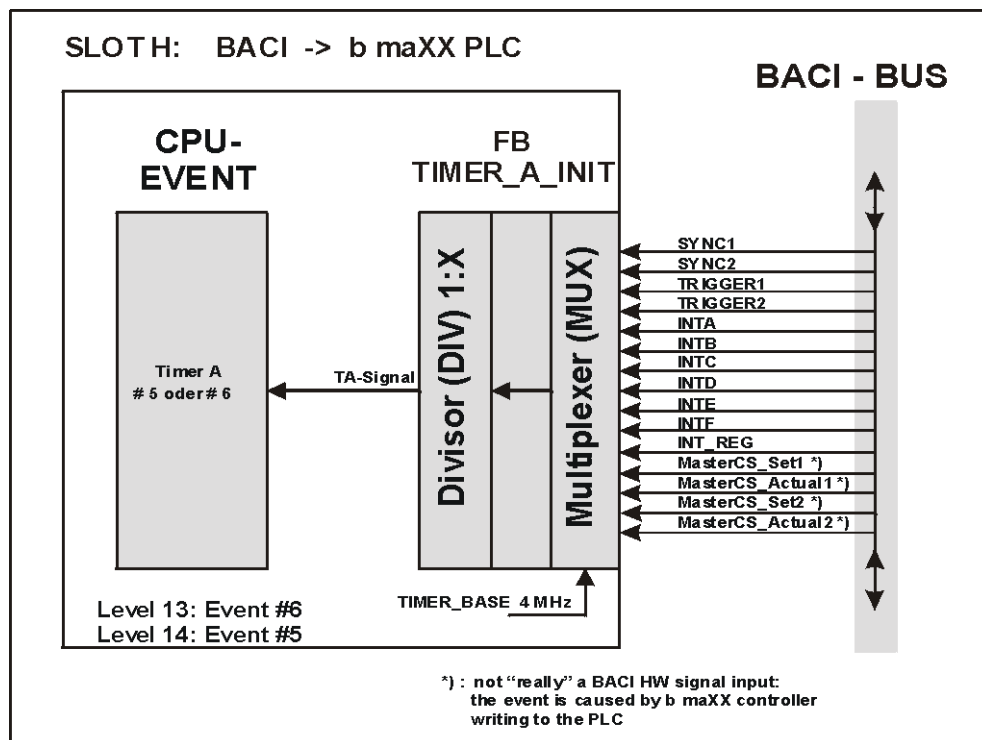 SLOTH: BACI -> b maXX PLC
BACI - BUS
CPU-
EVENT
FB
TIMER_A_INIT
SYNC1
SYNC2
TRIGGER1
TRIGGER2
INTA
INTB
INTC
INTD
INTE
INTF
INT_REG
MasterCS_Set1 *)
MasterCS_Actual1 *)
MasterCS_Set2 *)
MasterCS_Actual2 *)
Divisor (DIV) 1:X
Multiplexer (MUX)
TA-Signal
Timer A
# 5 oder # 6
TIMER_BASE_4 MHz
Level 13: Event #6
Level 14: Event #5
*) : not “really” a BACI HW signal input:
the event is caused by b maXX controller
writing to the PLC